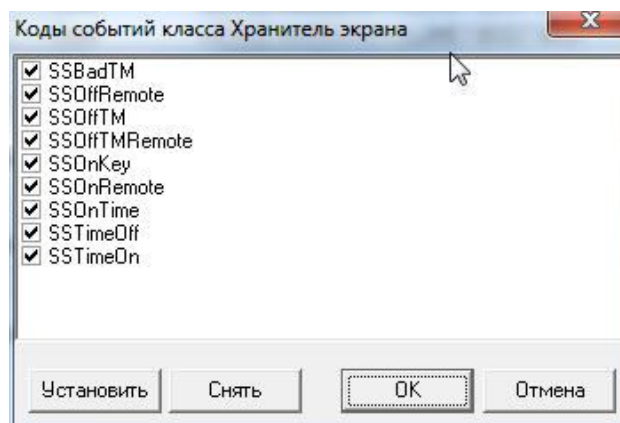 Коды событий класса Хранитель экрана
SSBadTM
SSOffRemote
SSOffTM
SSOffTMRemote
SSOnKey
SSOnRemote
SSOnTime
SSTimeOff
SSTimeOn
Установить Снять OK Отмена